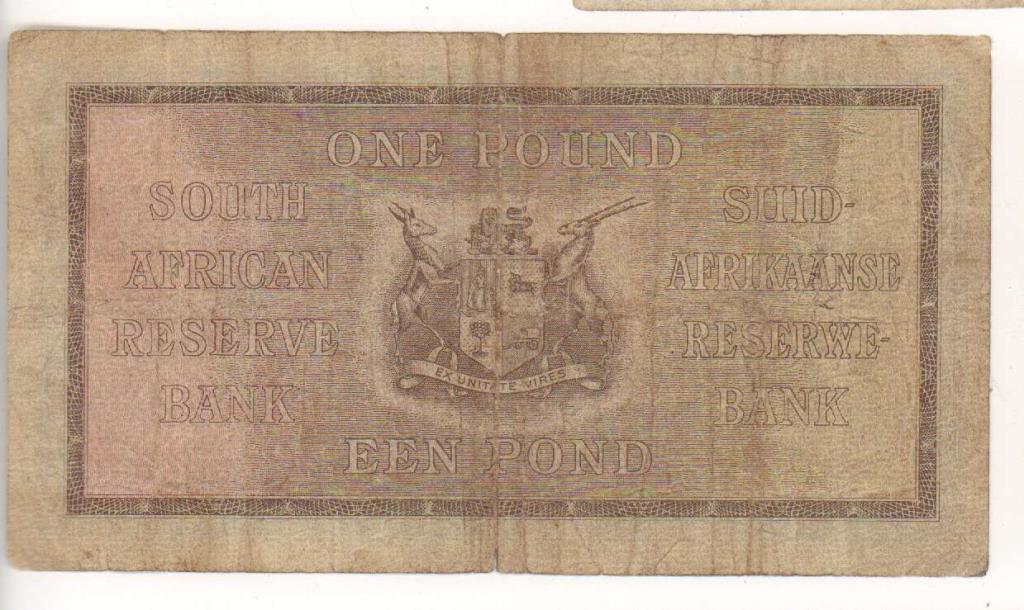 ONE POUND
SOUTH
AFRICAN
RESERVE
BANK
SUID-
AFRIKAANSE
RESERWE-
BANK
EX UNITATE VIRES
EEN POND